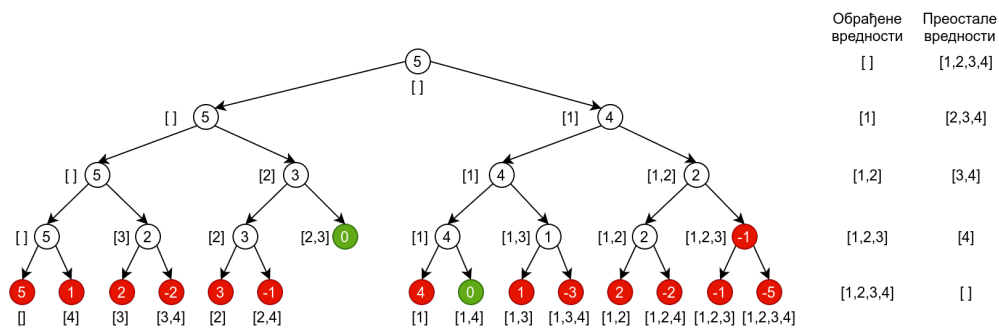 Обрађене Преостале
вредности вредности
5 [ ] [1,2,3,4]
[ ]
[ ] 5 [1] 4 [1] [2,3,4]
[ ] 5 [2] 3 [1] 4 [1,2] 2 [1,2] [3,4]
[ ] 5 [3] 2 [2] 3 [2,3] 0 [1] 4 [1,3] 1 [1,2] 2 [1,2,3] -1 [1,2,3] [4]
5 1 2 -2 3 -1 4 0 1 -3 2 -2 -1 -5 [1,2,3,4] [ ]
[] [4] [3] [3,4] [2] [2,4] [1] [1,4] [1,3] [1,3,4] [1,2] [1,2,4] [1,2,3] [1,2,3,4]